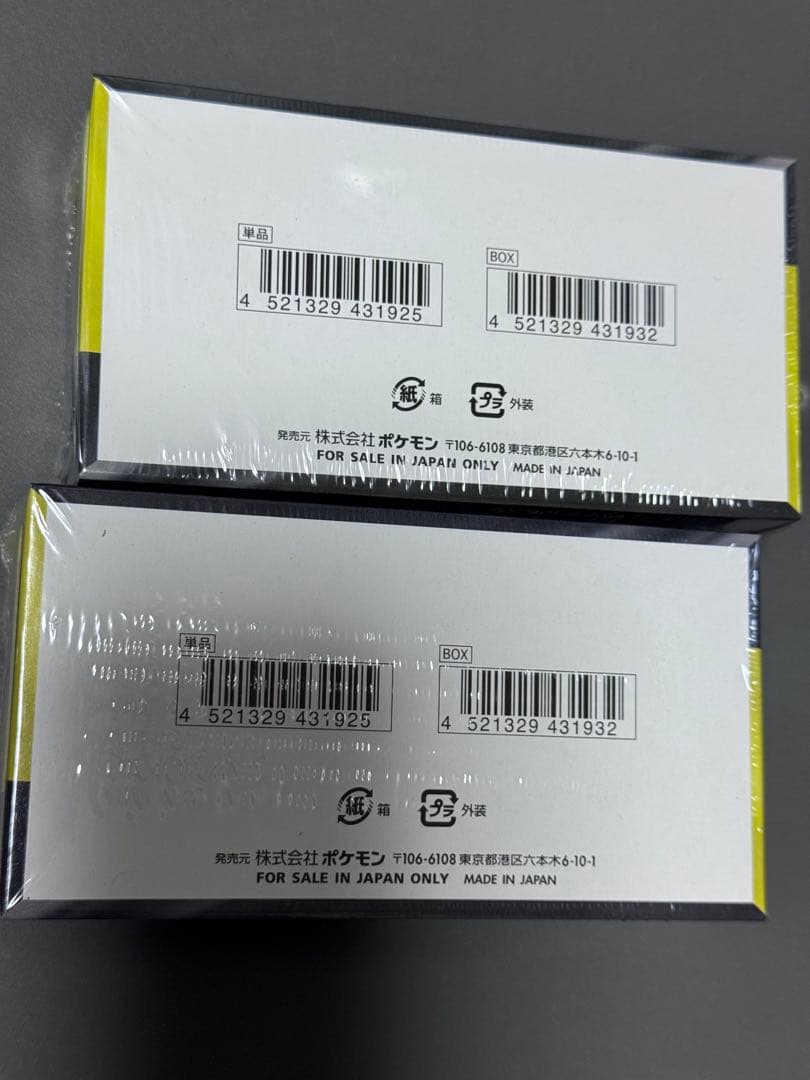 単品
BOX
4 521329 431925
4 521329 431932
紙 箱
プラ 外装
発売元 株式会社 ポケモン 〒106-6108 東京都港区六本木6-10-1
FOR SALE IN JAPAN ONLY MADE IN JAPAN
単品
BOX
4 521329 431925
4 521329 431932
紙 箱
プラ 外装
発売元 株式会社 ポケモン 〒106-6108 東京都港区六本木6-10-1
FOR SALE IN JAPAN ONLY MADE IN JAPAN